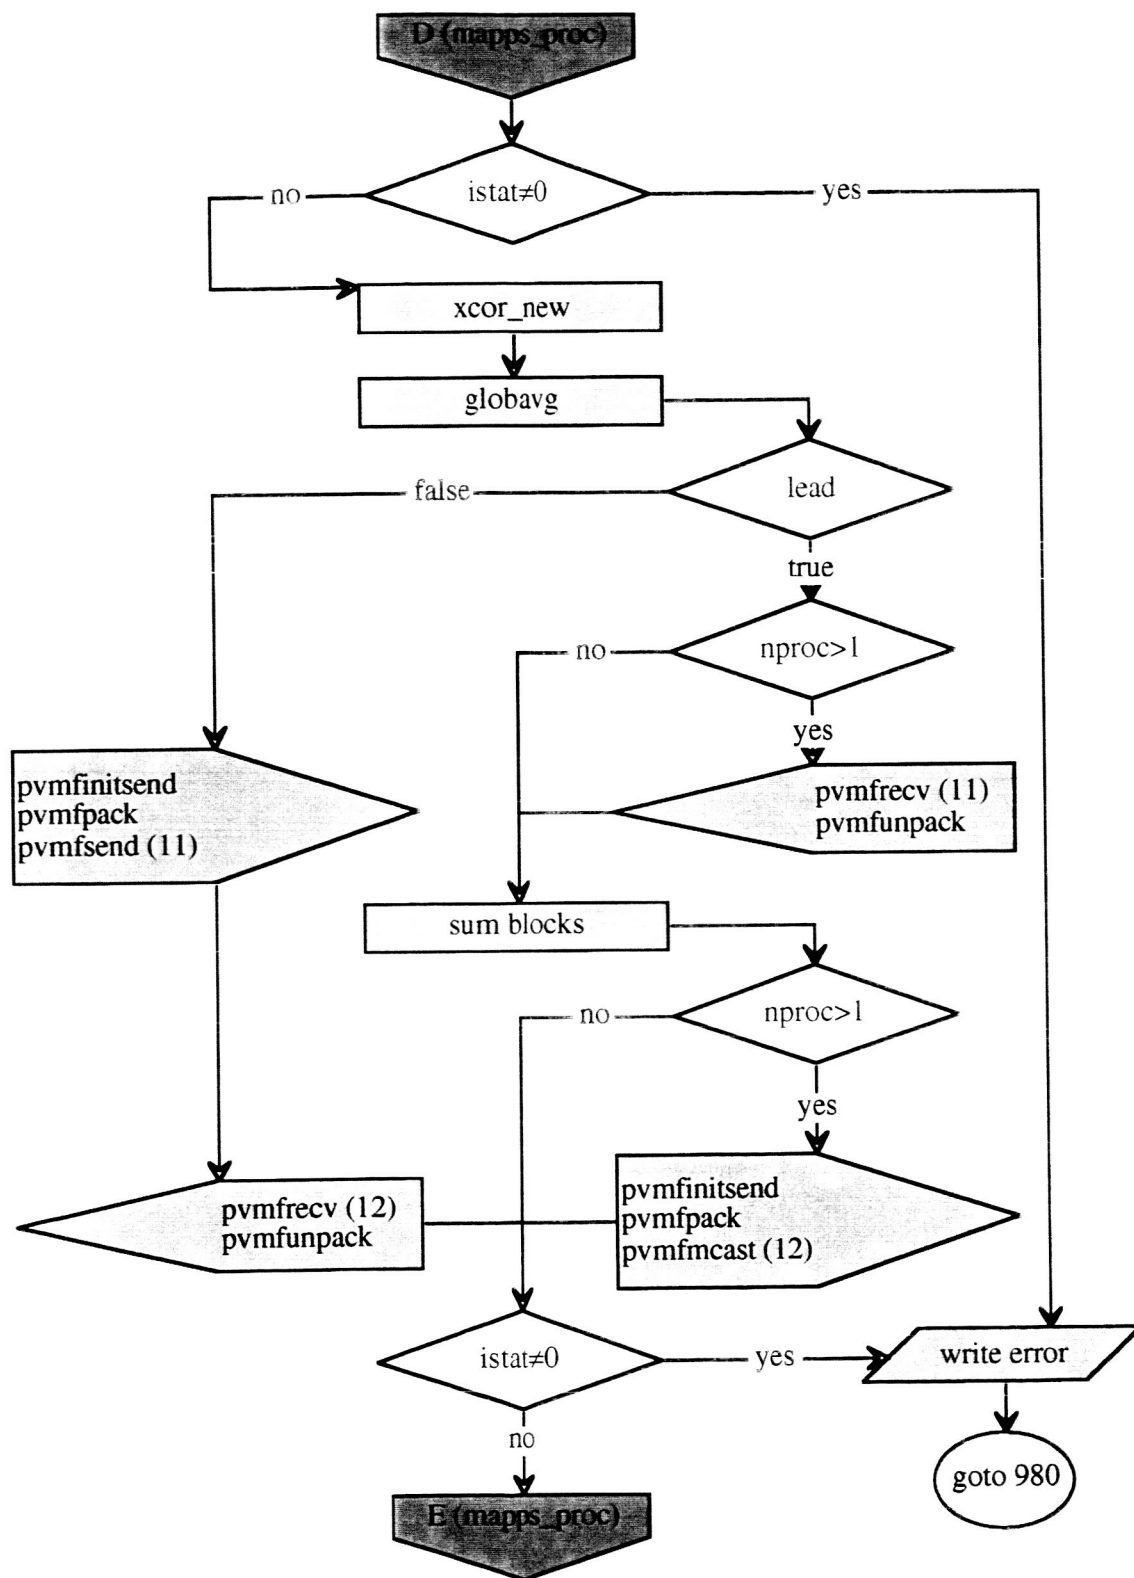 D (mapps_proc)
istat≠0
no
yes
xcor_new
globavg
lead
false
true
nproc>1
no
yes
pvmfinitsend
pvmfpack
pvmfsend (11)
pvmfrecv (11)
pvmfunpack
sum blocks
nproc>1
no
yes
pvmfrecv (12)
pvmfunpack
pvmfinitsend
pvmfpack
pvmfmcast (12)
istat≠0
yes
write error
no
goto 980
E (mapps_proc)